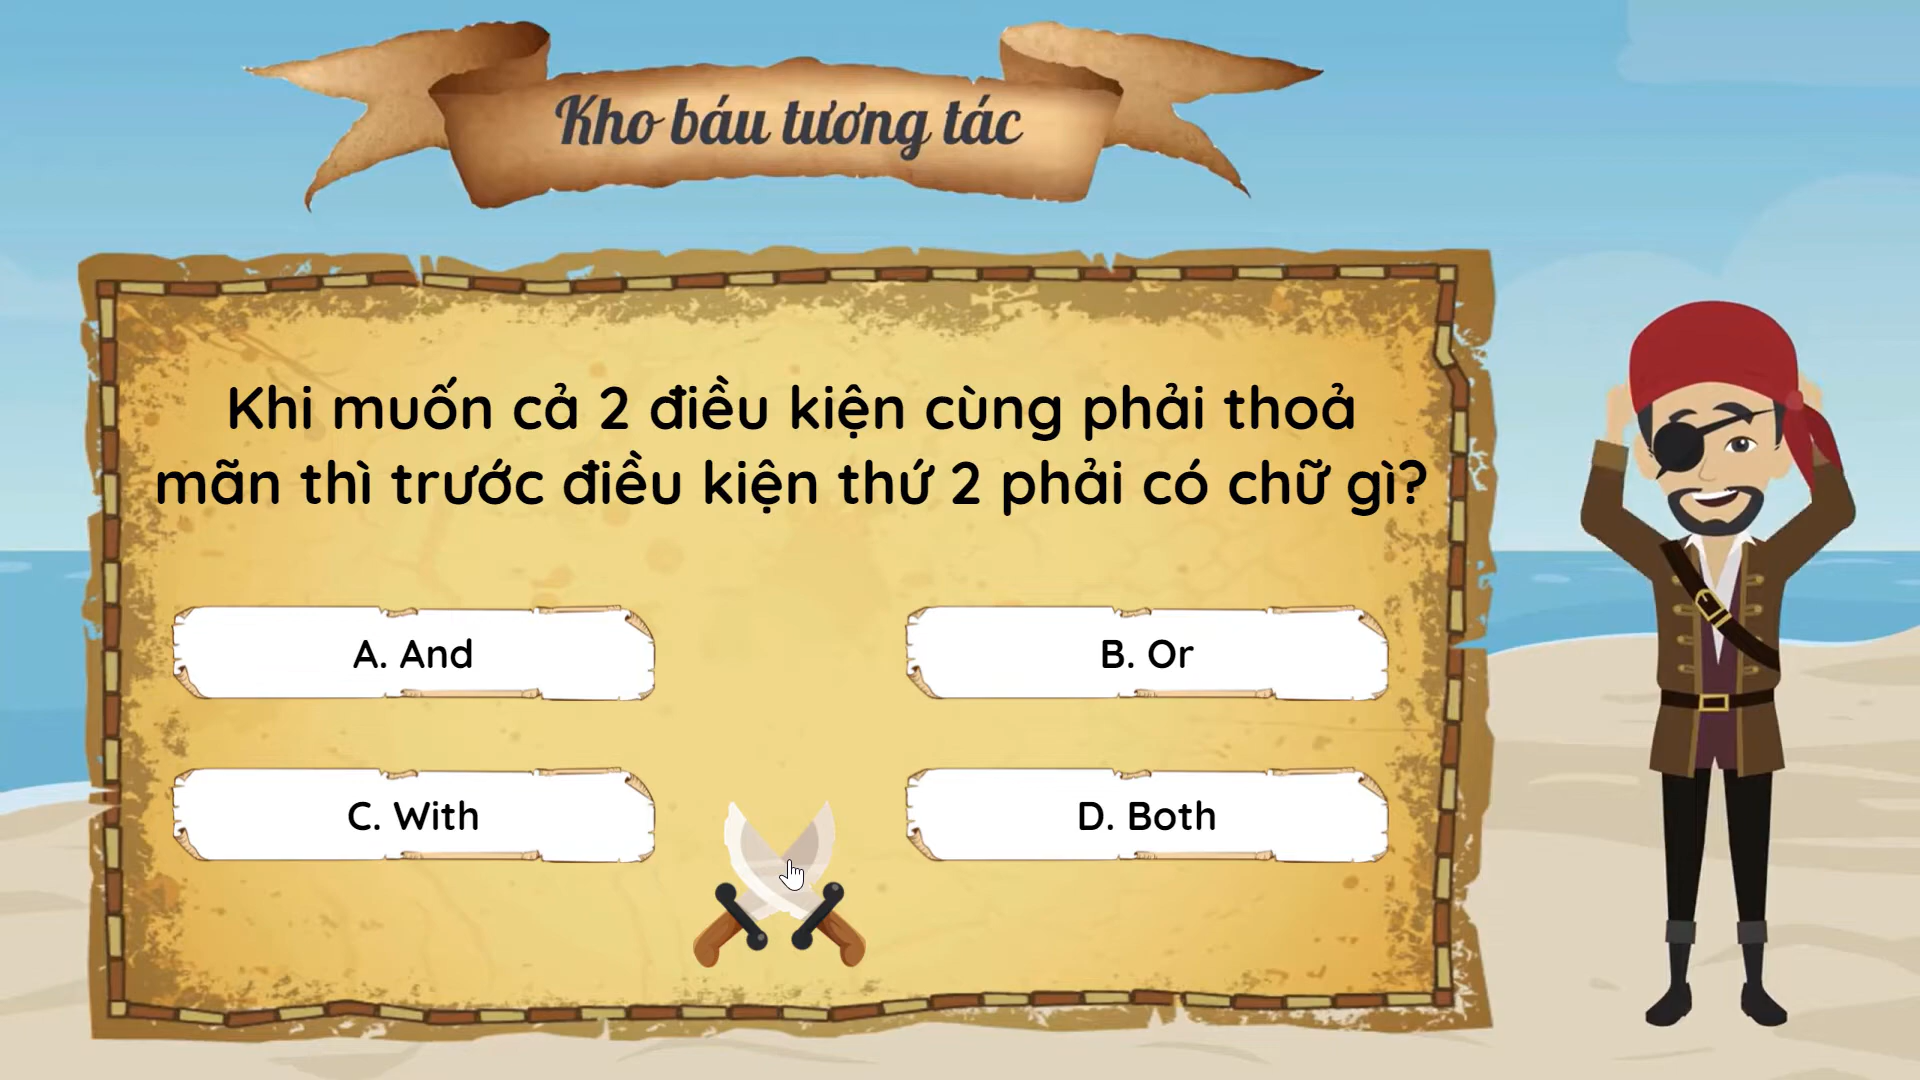 Kho báu tương tác
Khi muốn cả 2 điều kiện cùng phải thoả
mãn thì trước điều kiện thứ 2 phải có chữ gì?
A. And
B. Or
C. With
D. Both